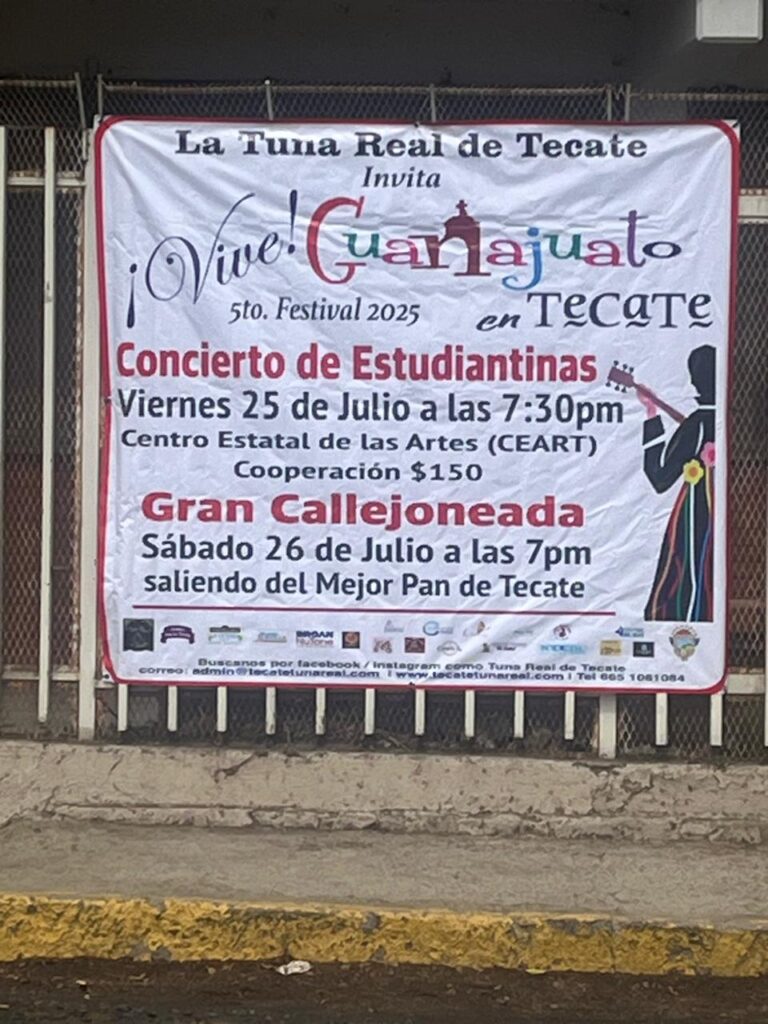 La Tuna Real de Tecate
Invita
¡Vive! Guanajuato
5to. Festival 2025 en TECATE
Concierto de Estudiantinas
Viernes 25 de Julio a las 7:30pm
Centro Estatal de las Artes (CEART)
Cooperación $150
Gran Callejoneada
Sábado 26 de Julio a las 7pm
saliendo del Mejor Pan de Tecate
BROAN
NuTone
Buscanos por facebook / instagram como Tuna Real de Tecate
correo: admin@tecatetunareal.com | www.tecatetunareal.com | Tel 665 1061084